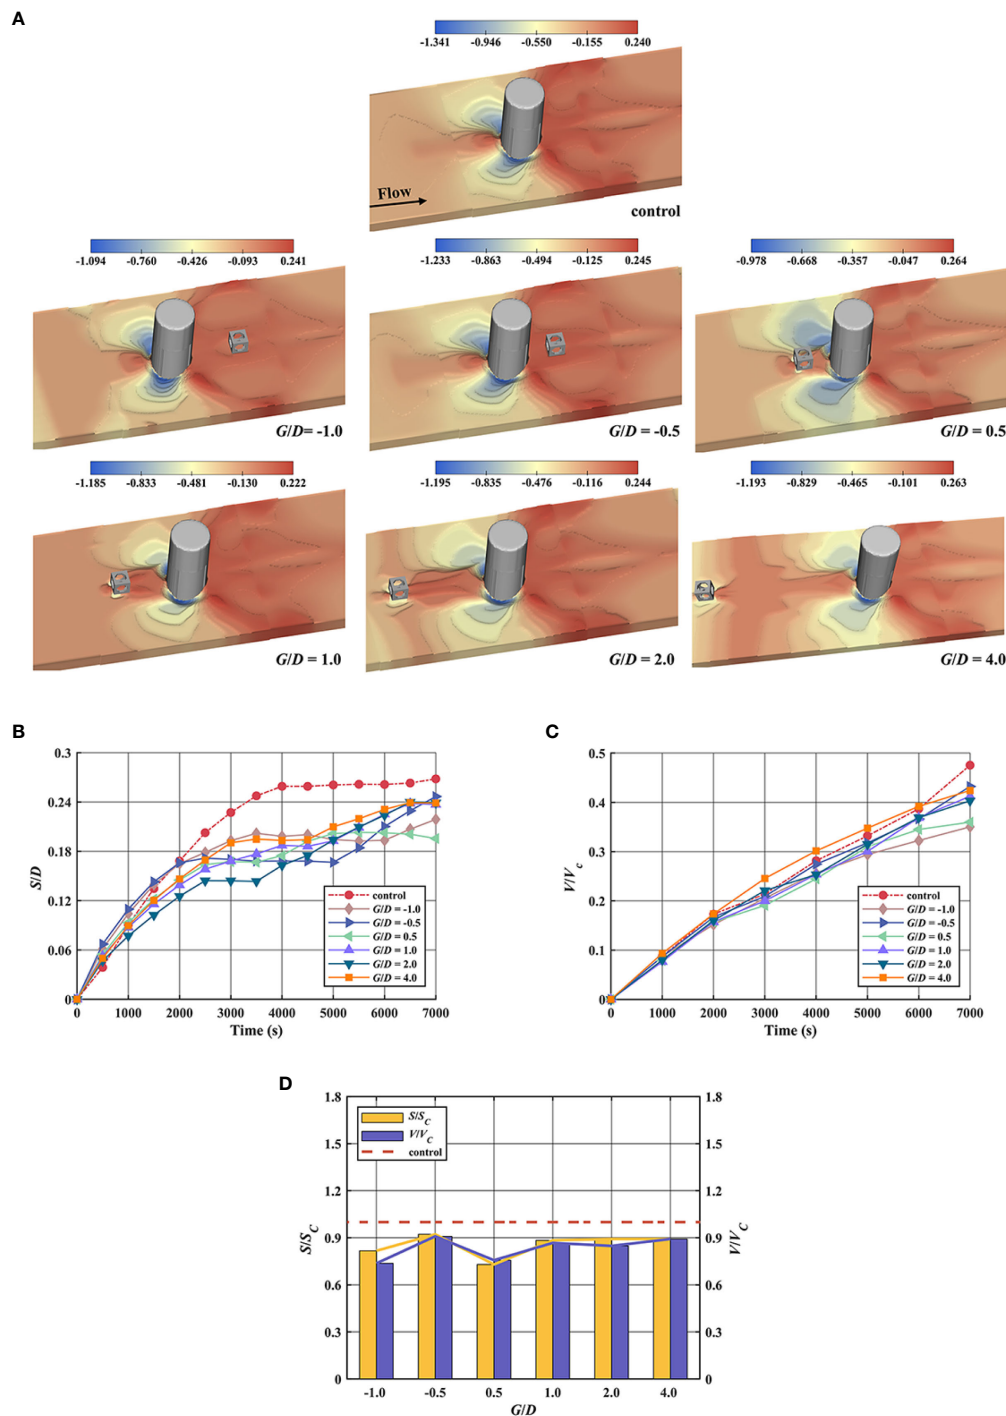 A
-1.341 -0.946 -0.550 -0.155 0.240
Flow
control
-1.094 -0.760 -0.426 -0.093 0.241
G/D= -1.0
-1.233 -0.863 -0.494 -0.125 0.245
G/D = -0.5
-0.978 -0.668 -0.357 -0.047 0.264
G/D = 0.5
-1.185 -0.833 -0.481 -0.130 0.222
G/D = 1.0
-1.195 -0.835 -0.476 -0.116 0.244
G/D = 2.0
-1.193 -0.829 -0.465 -0.101 0.263
G/D = 4.0
B
S/D
0.3
0.24
0.18
0.12
0.06
0
0 1000 2000 3000 4000 5000 6000 7000
Time (s)
control
G/D = -1.0
G/D = -0.5
G/D = 0.5
G/D = 1.0
G/D = 2.0
G/D = 4.0
C
V/Vc
0.5
0.4
0.3
0.2
0.1
0
0 1000 2000 3000 4000 5000 6000 7000
Time (s)
control
G/D = -1.0
G/D = -0.5
G/D = 0.5
G/D = 1.0
G/D = 2.0
G/D = 4.0
D
S/SC
1.8
1.5
1.2
0.9
0.6
0.3
0
S/SC
V/VC
control
1.8
1.5
1.2
0.9
0.6
0.3
0
V/VC
-1.0 -0.5 0.5 1.0 2.0 4.0
G/D